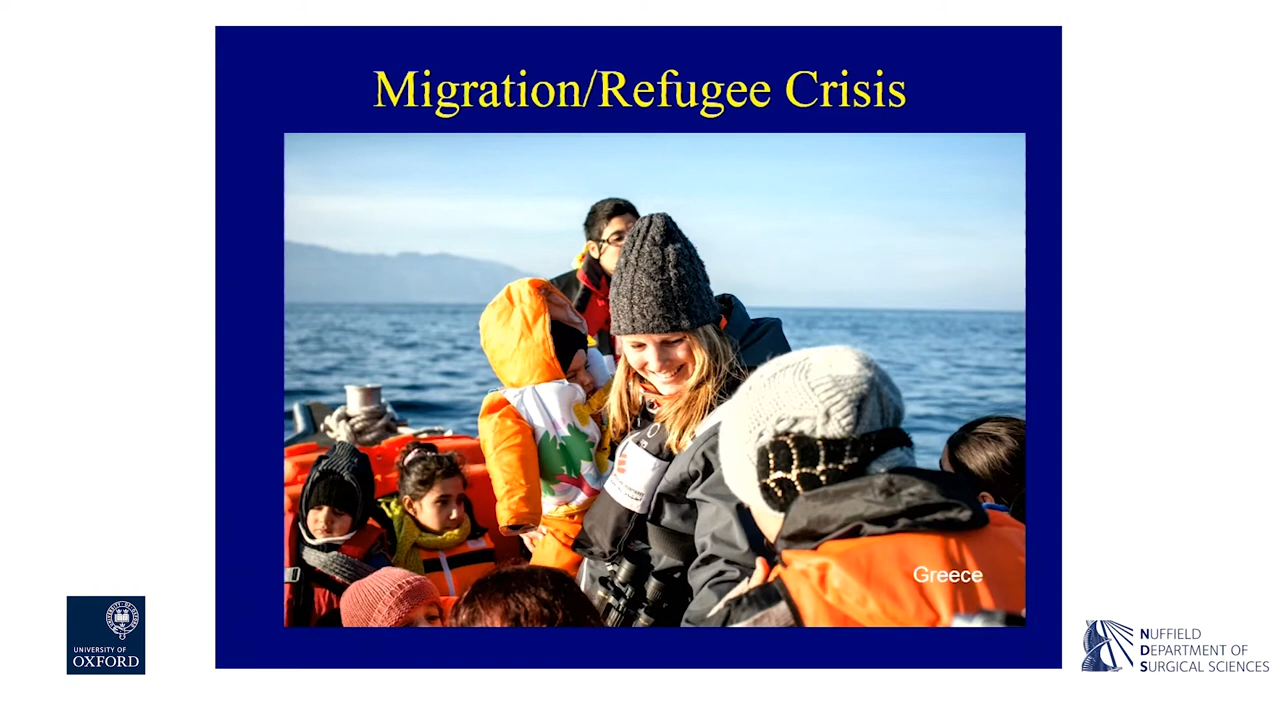 Migration/Refugee Crisis
Greece
UNIVERSITY OF
OXFORD
NUFFIELD
DEPARTMENT OF
SURGICAL SCIENCES